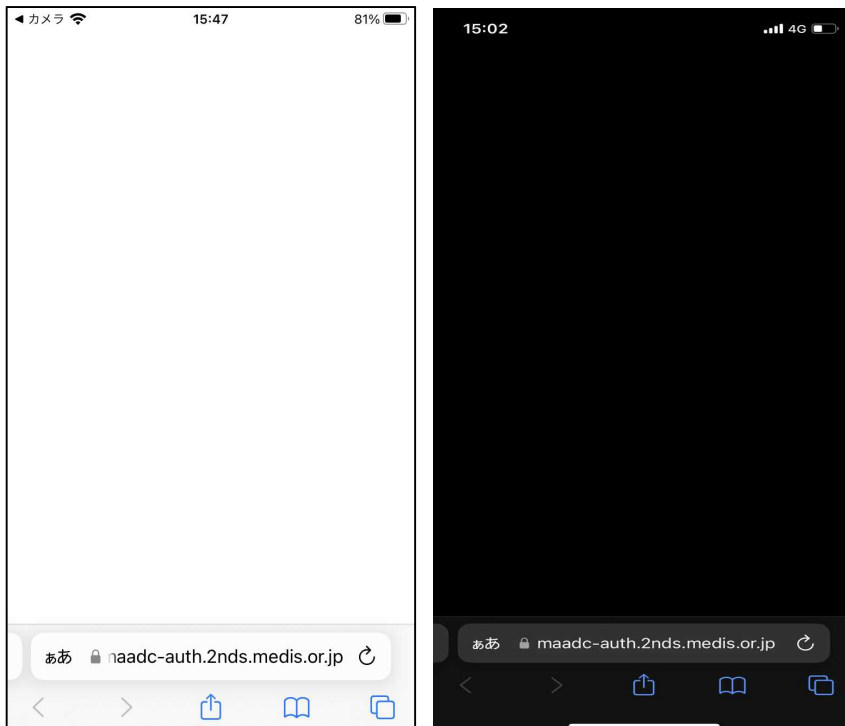 ◀カメラ 15:47 81%
ぁあ maadc-auth.2nds.medis.or.jp
15:02 4G
ぁあ maadc-auth.2nds.medis.or.jp